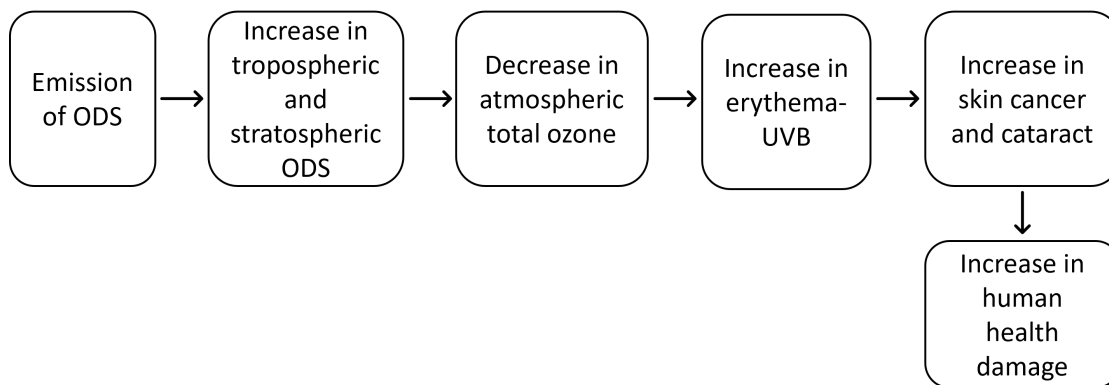 Emission
of ODS
Increase in
tropospheric
and
stratospheric
ODS
Decrease in
atmospheric
total ozone
Increase in
erythema-
UVB
Increase in
skin cancer
and cataract
Increase in
human
health
damage